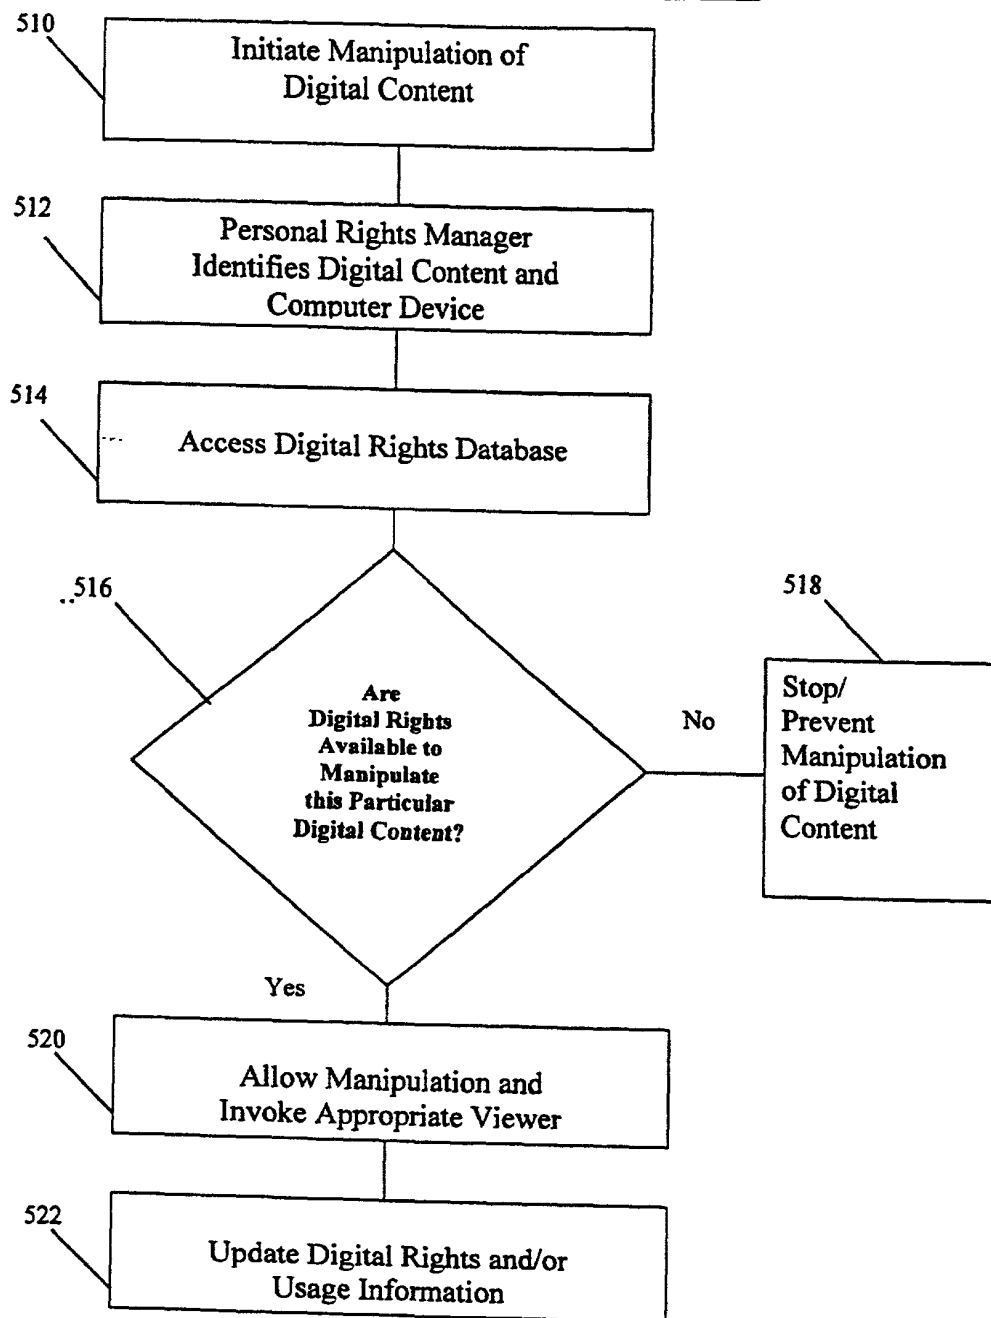 510
Initiate Manipulation of
Digital Content
512
Personal Rights Manager
Identifies Digital Content and
Computer Device
514
Access Digital Rights Database
516
Are
Digital Rights
Available to
Manipulate
this Particular
Digital Content?
No
518
Stop/
Prevent
Manipulation
of Digital
Content
Yes
520
Allow Manipulation and
Invoke Appropriate Viewer
522
Update Digital Rights and/or
Usage Information